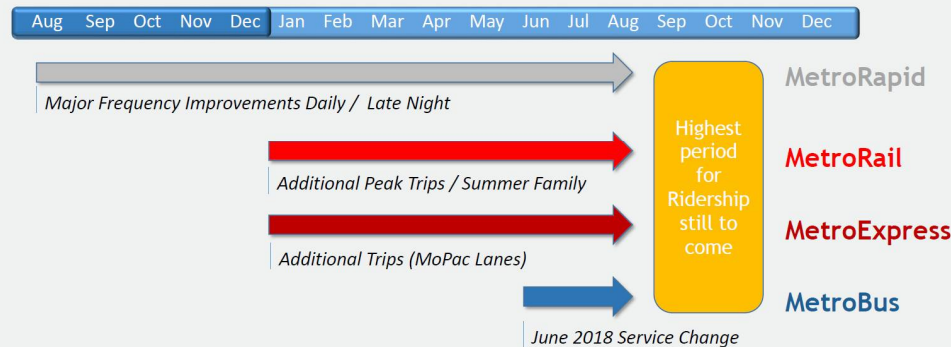 Aug Sep Oct Nov Dec Jan Feb Mar Apr May Jun Jul Aug Sep Oct Nov Dec
MetroRapid
Major Frequency Improvements Daily / Late Night
Highest
period
for
Ridership
still to
come
MetroRail
Additional Peak Trips / Summer Family
MetroExpress
Additional Trips (MoPac Lanes)
MetroBus
June 2018 Service Change